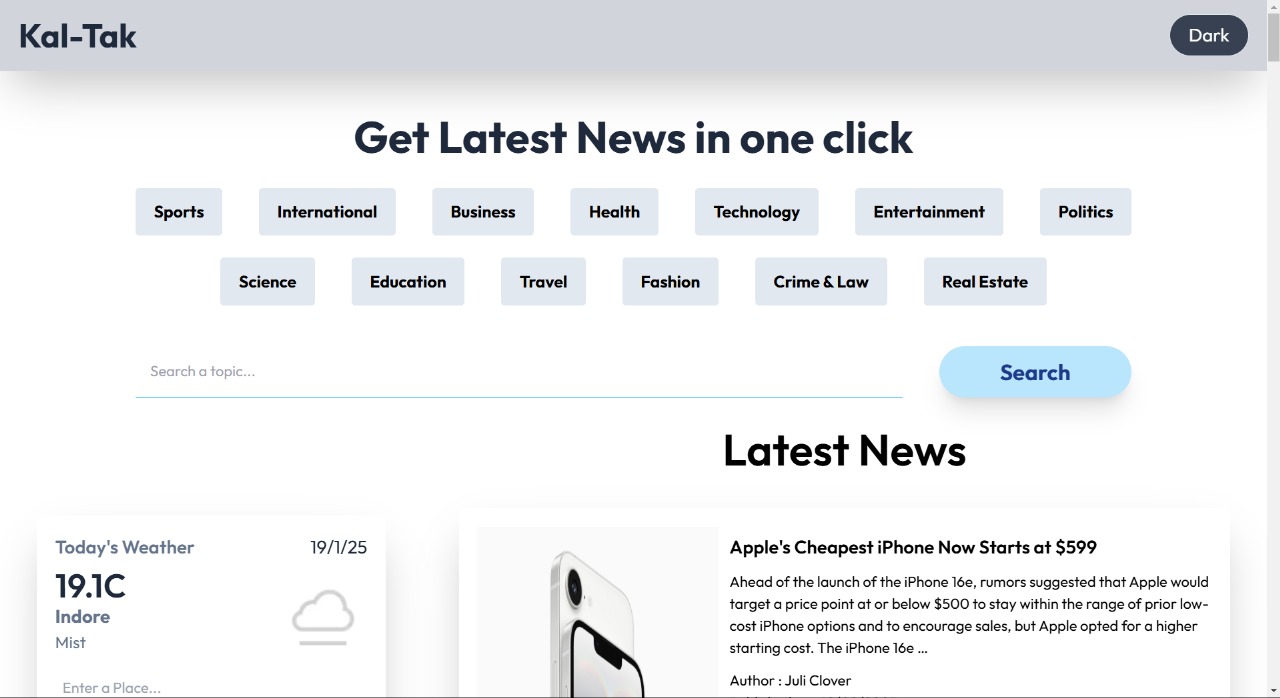 Kal-Tak
Dark
Get Latest News in one click
Sports
International
Business
Health
Technology
Entertainment
Politics
Science
Education
Travel
Fashion
Crime & Law
Real Estate
Search a topic...
Search
Latest News
Today's Weather
19/1/25
19.1C
Indore
Mist
Enter a Place...
Apple's Cheapest iPhone Now Starts at $599
Ahead of the launch of the iPhone 16e, rumors suggested that Apple would
target a price point at or below $500 to stay within the range of prior low-
cost iPhone options and to encourage sales, but Apple opted for a higher
starting cost. The iPhone 16e ...
Author : Juli Clover